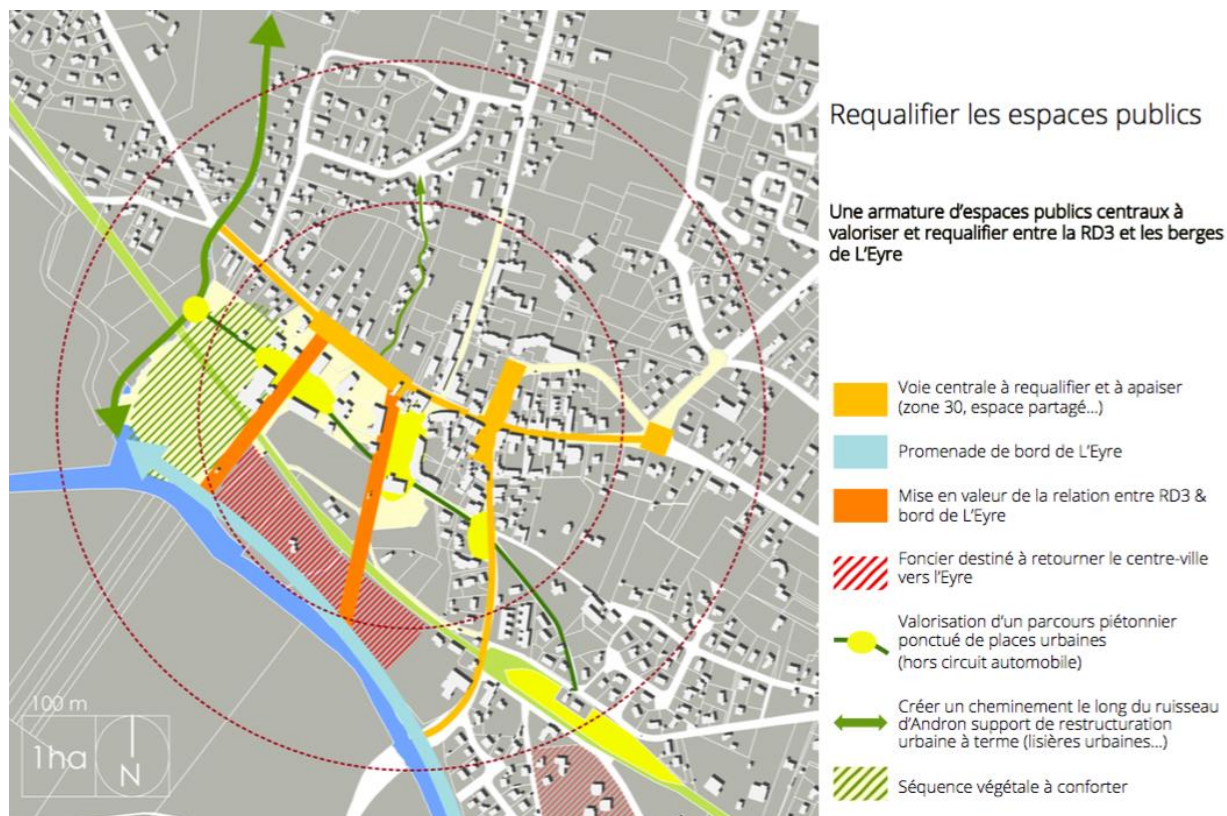 Requalifier les espaces publics
Une armature d'espaces publics centraux à
valoriser et requalifier entre la RD3 et les berges
de L'Eyre
Voie centrale à requalifier et à apaiser
(zone 30, espace partagé...)
Promenade de bord de L'Eyre
Mise en valeur de la relation entre RD3 &
bord de L'Eyre
Foncier destiné à retourner le centre-ville
vers l'Eyre
Valorisation d'un parcours piétonnier
ponctué de places urbaines
(hors circuit automobile)
Créer un cheminement le long du ruisseau
d'Andron support de restructuration
urbaine à terme (lisières urbaines...)
Séquence végétale à conforter
100 m
1ha
N